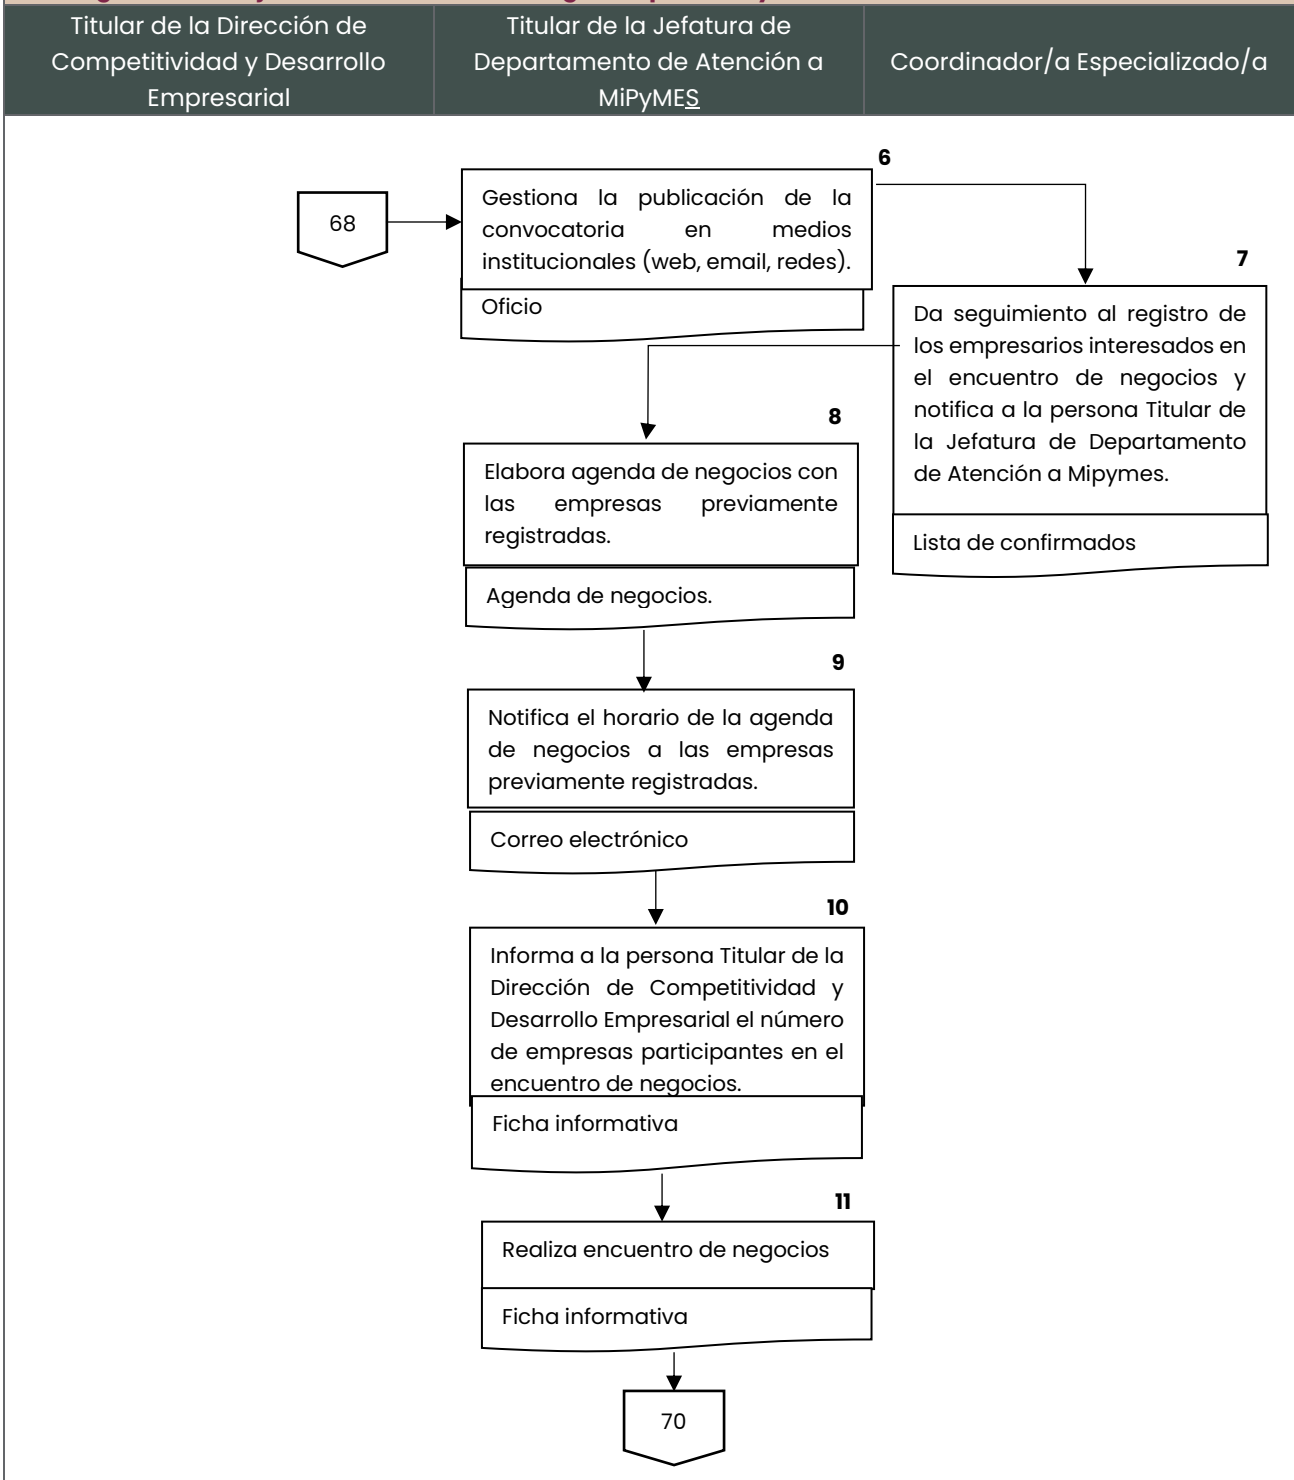 Titular de la Dirección de
Competitividad y Desarrollo
Empresarial
Titular de la Jefatura de
Departamento de Atención a
MiPyMES
Coordinador/a Especializado/a
68
6
Gestiona la publicación de la
convocatoria en medios
institucionales (web, email, redes).
Oficio
7
Da seguimiento al registro de
los empresarios interesados en
el encuentro de negocios y
notifica a la persona Titular de
la Jefatura de Departamento
de Atención a Mipymes.
Lista de confirmados
8
Elabora agenda de negocios con
las empresas previamente
registradas.
Agenda de negocios.
9
Notifica el horario de la agenda
de negocios a las empresas
previamente registradas.
Correo electrónico
10
Informa a la persona Titular de la
Dirección de Competitividad y
Desarrollo Empresarial el número
de empresas participantes en el
encuentro de negocios.
Ficha informativa
11
Realiza encuentro de negocios
Ficha informativa
70